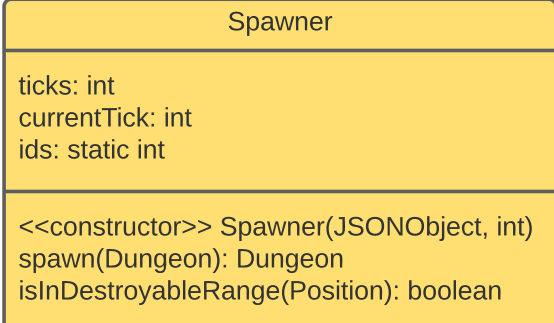 Spawner
ticks: int
currentTick: int
ids: static int
<<constructor>> Spawner(JSONObject, int)
spawn(Dungeon): Dungeon
isInDestroyableRange(Position): boolean